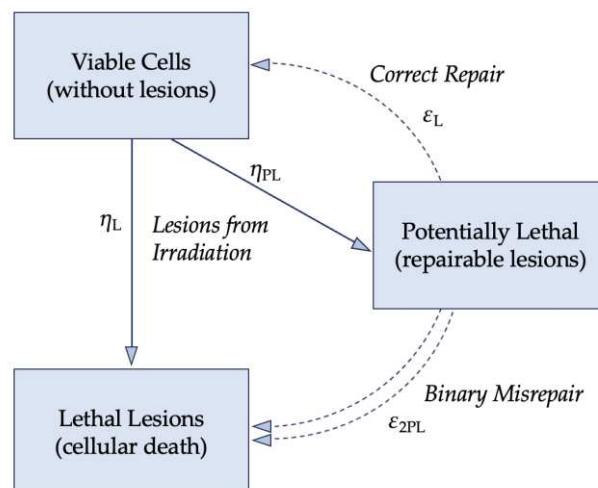 Viable Cells
(without lesions)
Correct Repair
ε_L
η_PL
η_L
Lesions from
Irradiation
Potentially Lethal
(repairable lesions)
Lethal Lesions
(cellular death)
Binary Misrepair
ε_2PL